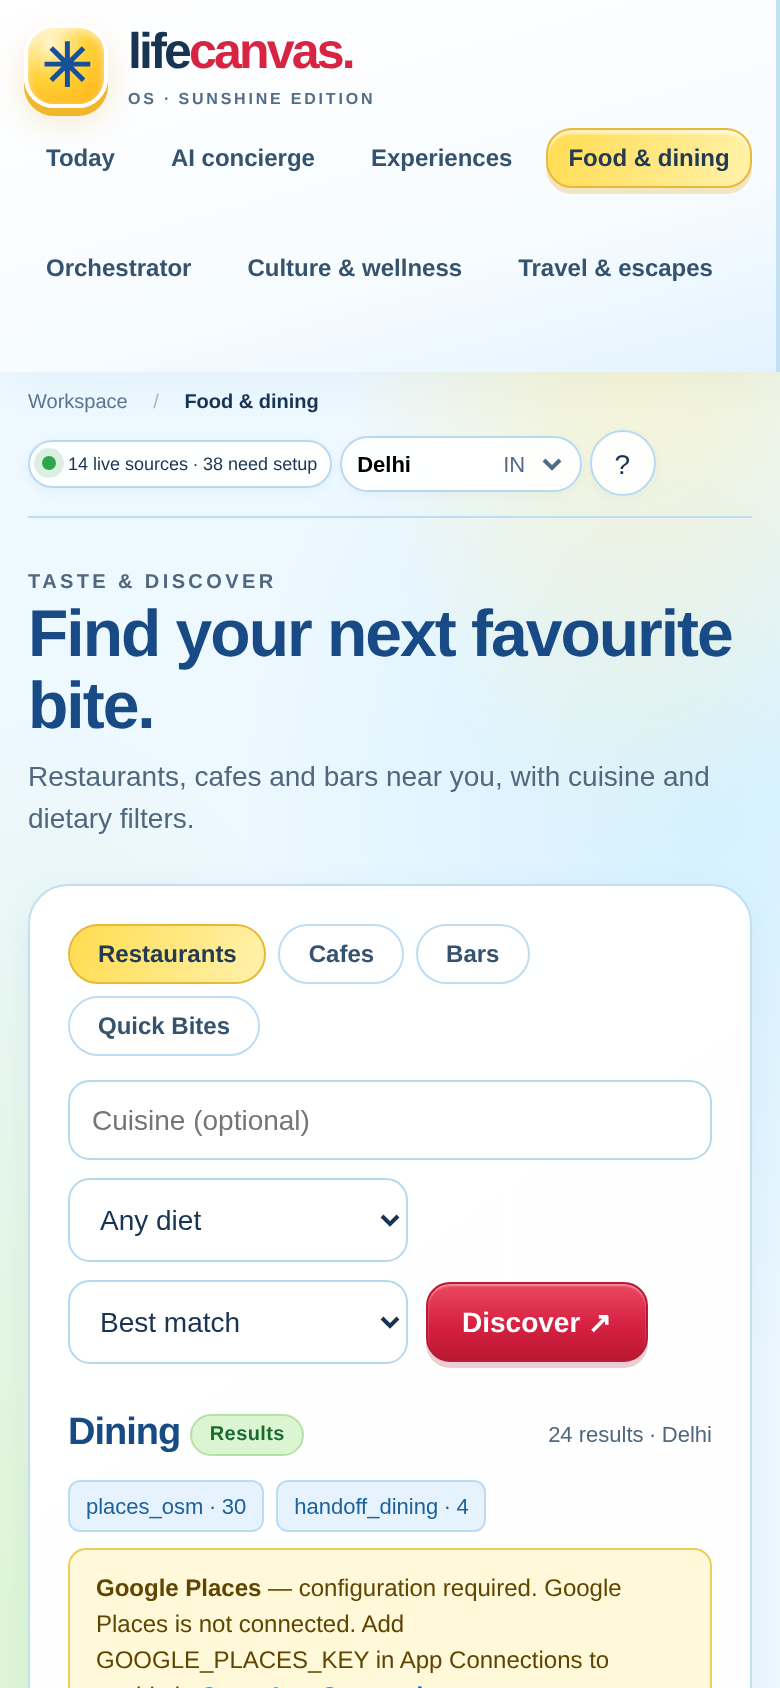 lifecanvas.
OS · SUNSHINE EDITION
Today AI concierge Experiences Food & dining
Orchestrator Culture & wellness Travel & escapes
Workspace / Food & dining
14 live sources · 38 need setup Delhi IN ?
TASTE & DISCOVER
Find your next favourite
bite.
Restaurants, cafes and bars near you, with cuisine and
dietary filters.
Restaurants Cafes Bars
Quick Bites
Cuisine (optional)
Any diet
Best match Discover ↗
Dining Results 24 results · Delhi
places_osm · 30 handoff_dining · 4
Google Places — configuration required. Google
Places is not connected. Add
GOOGLE_PLACES_KEY in App Connections to